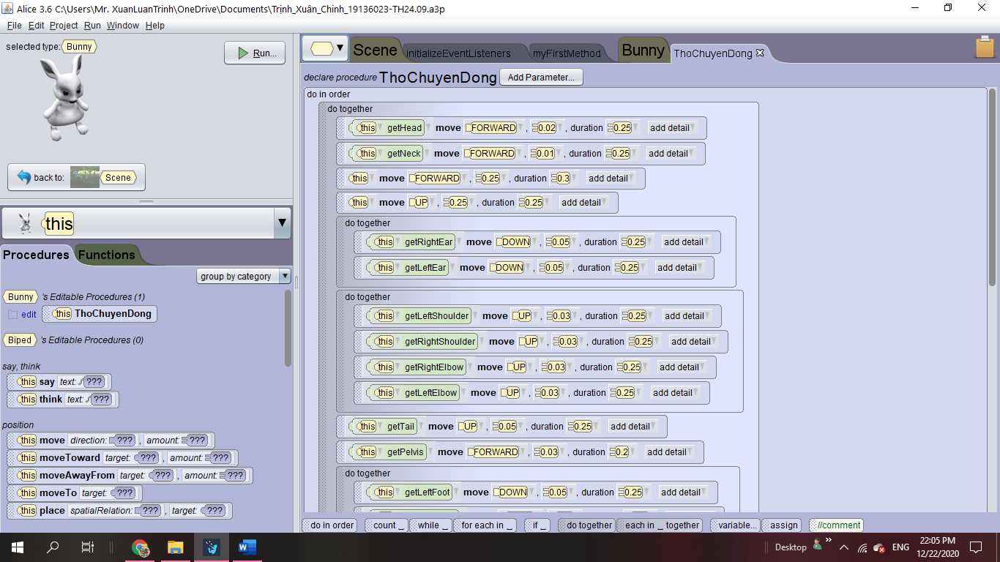 Alice 3.6 C:\Users\Mr. XuanLuanTrinh\OneDrive\Documents\Trịnh_Xuân_Chinh_19136023-TH24.09.a3p
File Edit Project Run Window Help
selected type: Bunny
Run...
back to: Scene
this
Procedures Functions
group by category
Bunny 's Editable Procedures (1)
edit this ThoChuyenDong
Biped 's Editable Procedures (0)
say, think
this say text: ???
this think text: ???
position
this move direction: ??? , amount: ???
this moveToward target: ??? , amount: ???
this moveAwayFrom target: ??? , amount: ???
this moveTo target: ???
this place spatialRelation: ??? , target: ???
Scene initializeEventListeners myFirstMethod Bunny ThoChuyenDong
declare procedure ThoChuyenDong Add Parameter...
do in order
do together
this getHead move FORWARD , 0.02 , duration 0.25 add detail
this getNeck move FORWARD , 0.01 , duration 0.25 add detail
this move FORWARD , 0.25 , duration 0.3 add detail
this move UP , 0.25 , duration 0.25 add detail
do together
this getRightEar move DOWN , 0.05 , duration 0.25 add detail
this getLeftEar move DOWN , 0.05 , duration 0.25 add detail
do together
this getLeftShoulder move UP , 0.03 , duration 0.25 add detail
this getRightShoulder move UP , 0.03 , duration 0.25 add detail
this getRightElbow move UP , 0.03 , duration 0.25 add detail
this getLeftElbow move UP , 0.03 , duration 0.25 add detail
this getTail move UP , 0.05 , duration 0.25 add detail
this getPelvis move FORWARD , 0.03 , duration 0.2 add detail
do together
this getLeftFoot move DOWN , 0.05 , duration 0.25 add detail
do in order count _ while _ for each in _ if _ do together each in _ together variable... assign //comment
Desktop ENG 22:05 PM
12/22/2020